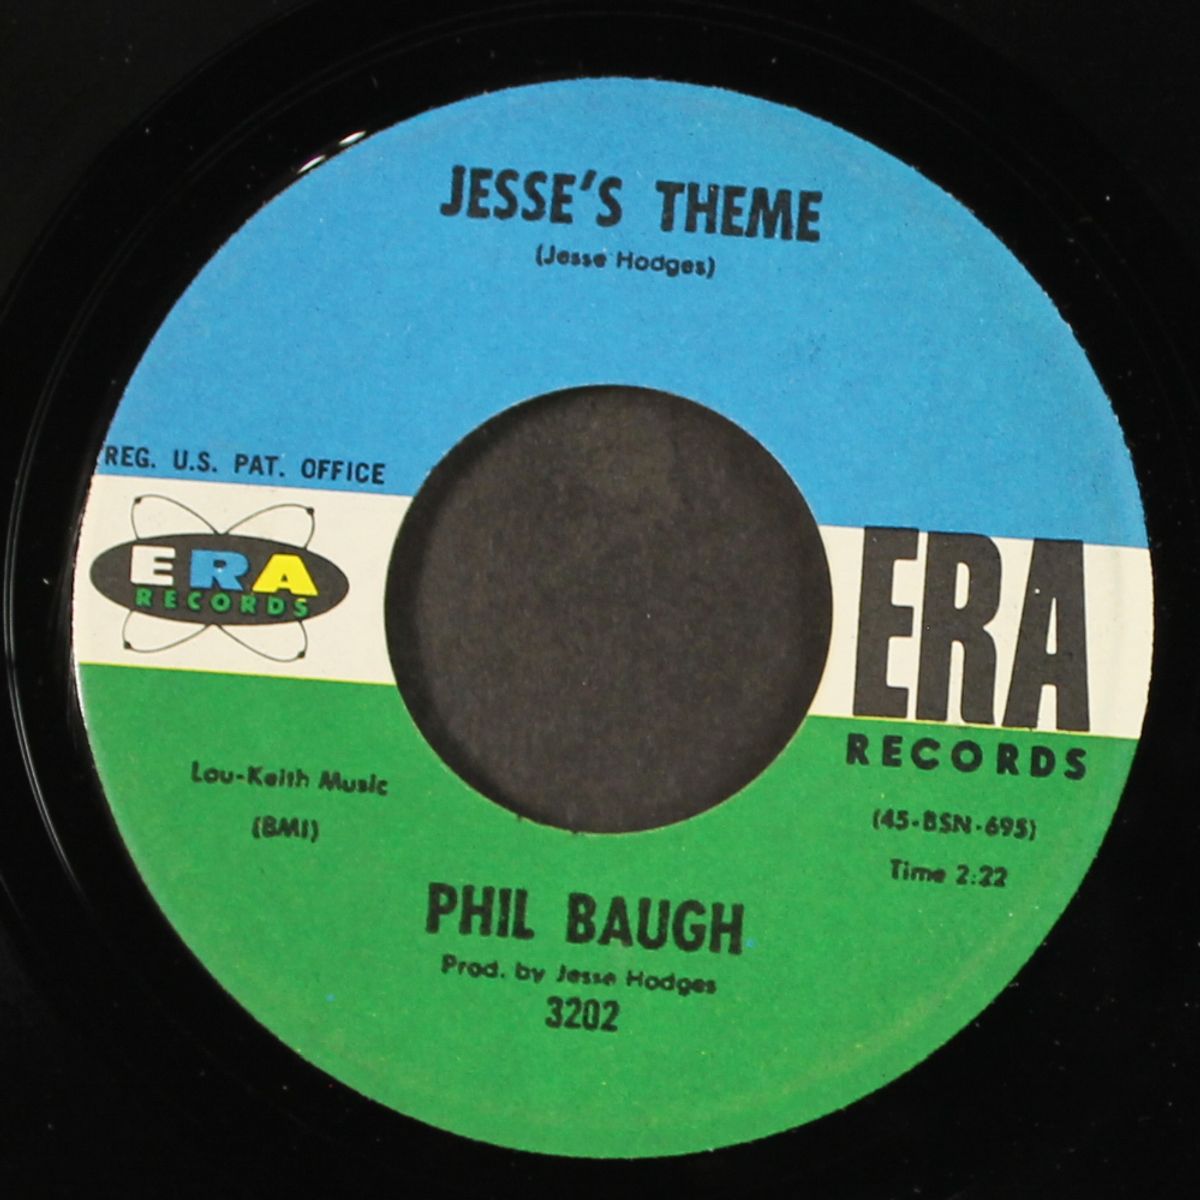 JESSE'S THEME
(Jesse Hodges)
REG. U.S. PAT. OFFICE
ERA
RECORDS
ERA
RECORDS
Lou-Keith Music
(BMI)
(45-BSN-695)
Time 2:22
PHIL BAUGH
Prod. by Jesse Hodges
3202